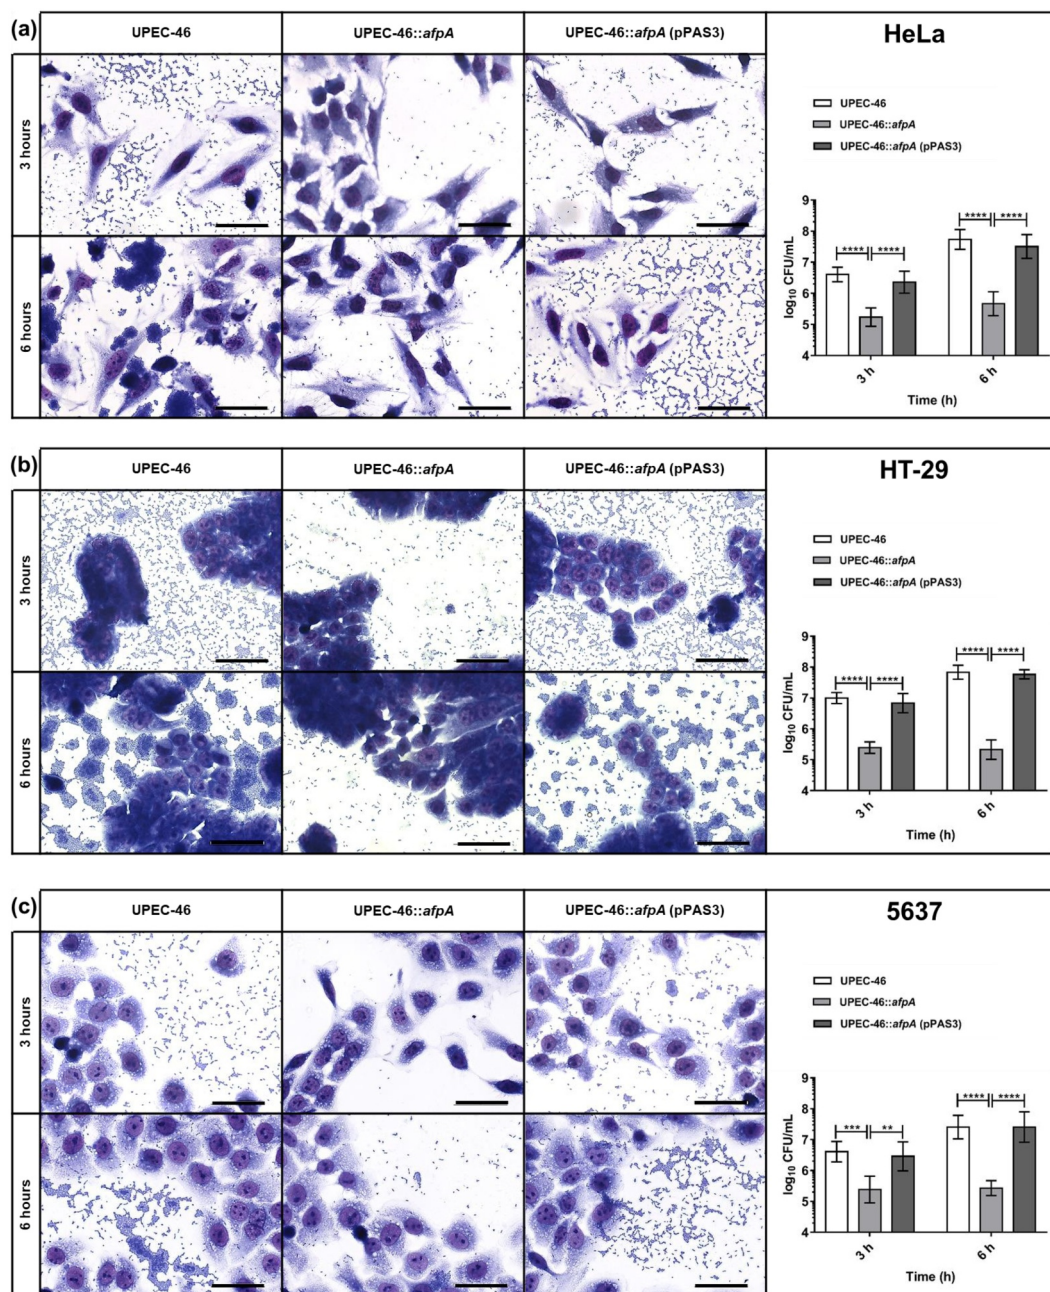 (a)
UPEC-46
UPEC-46::afpA
UPEC-46::afpA (pPAS3)
HeLa
3 hours
6 hours
UPEC-46
UPEC-46::afpA
UPEC-46::afpA (pPAS3)
9
8
7
6
5
4
log10 CFU/mL
**** ****
**** ****
3 h
6 h
Time (h)
(b)
UPEC-46
UPEC-46::afpA
UPEC-46::afpA (pPAS3)
HT-29
3 hours
6 hours
UPEC-46
UPEC-46::afpA
UPEC-46::afpA (pPAS3)
9
8
7
6
5
4
log10 CFU/mL
**** ****
**** ****
3 h
6 h
Time (h)
(c)
UPEC-46
UPEC-46::afpA
UPEC-46::afpA (pPAS3)
5637
3 hours
6 hours
UPEC-46
UPEC-46::afpA
UPEC-46::afpA (pPAS3)
9
8
7
6
5
4
log10 CFU/mL
*** **
**** ****
3 h
6 h
Time (h)